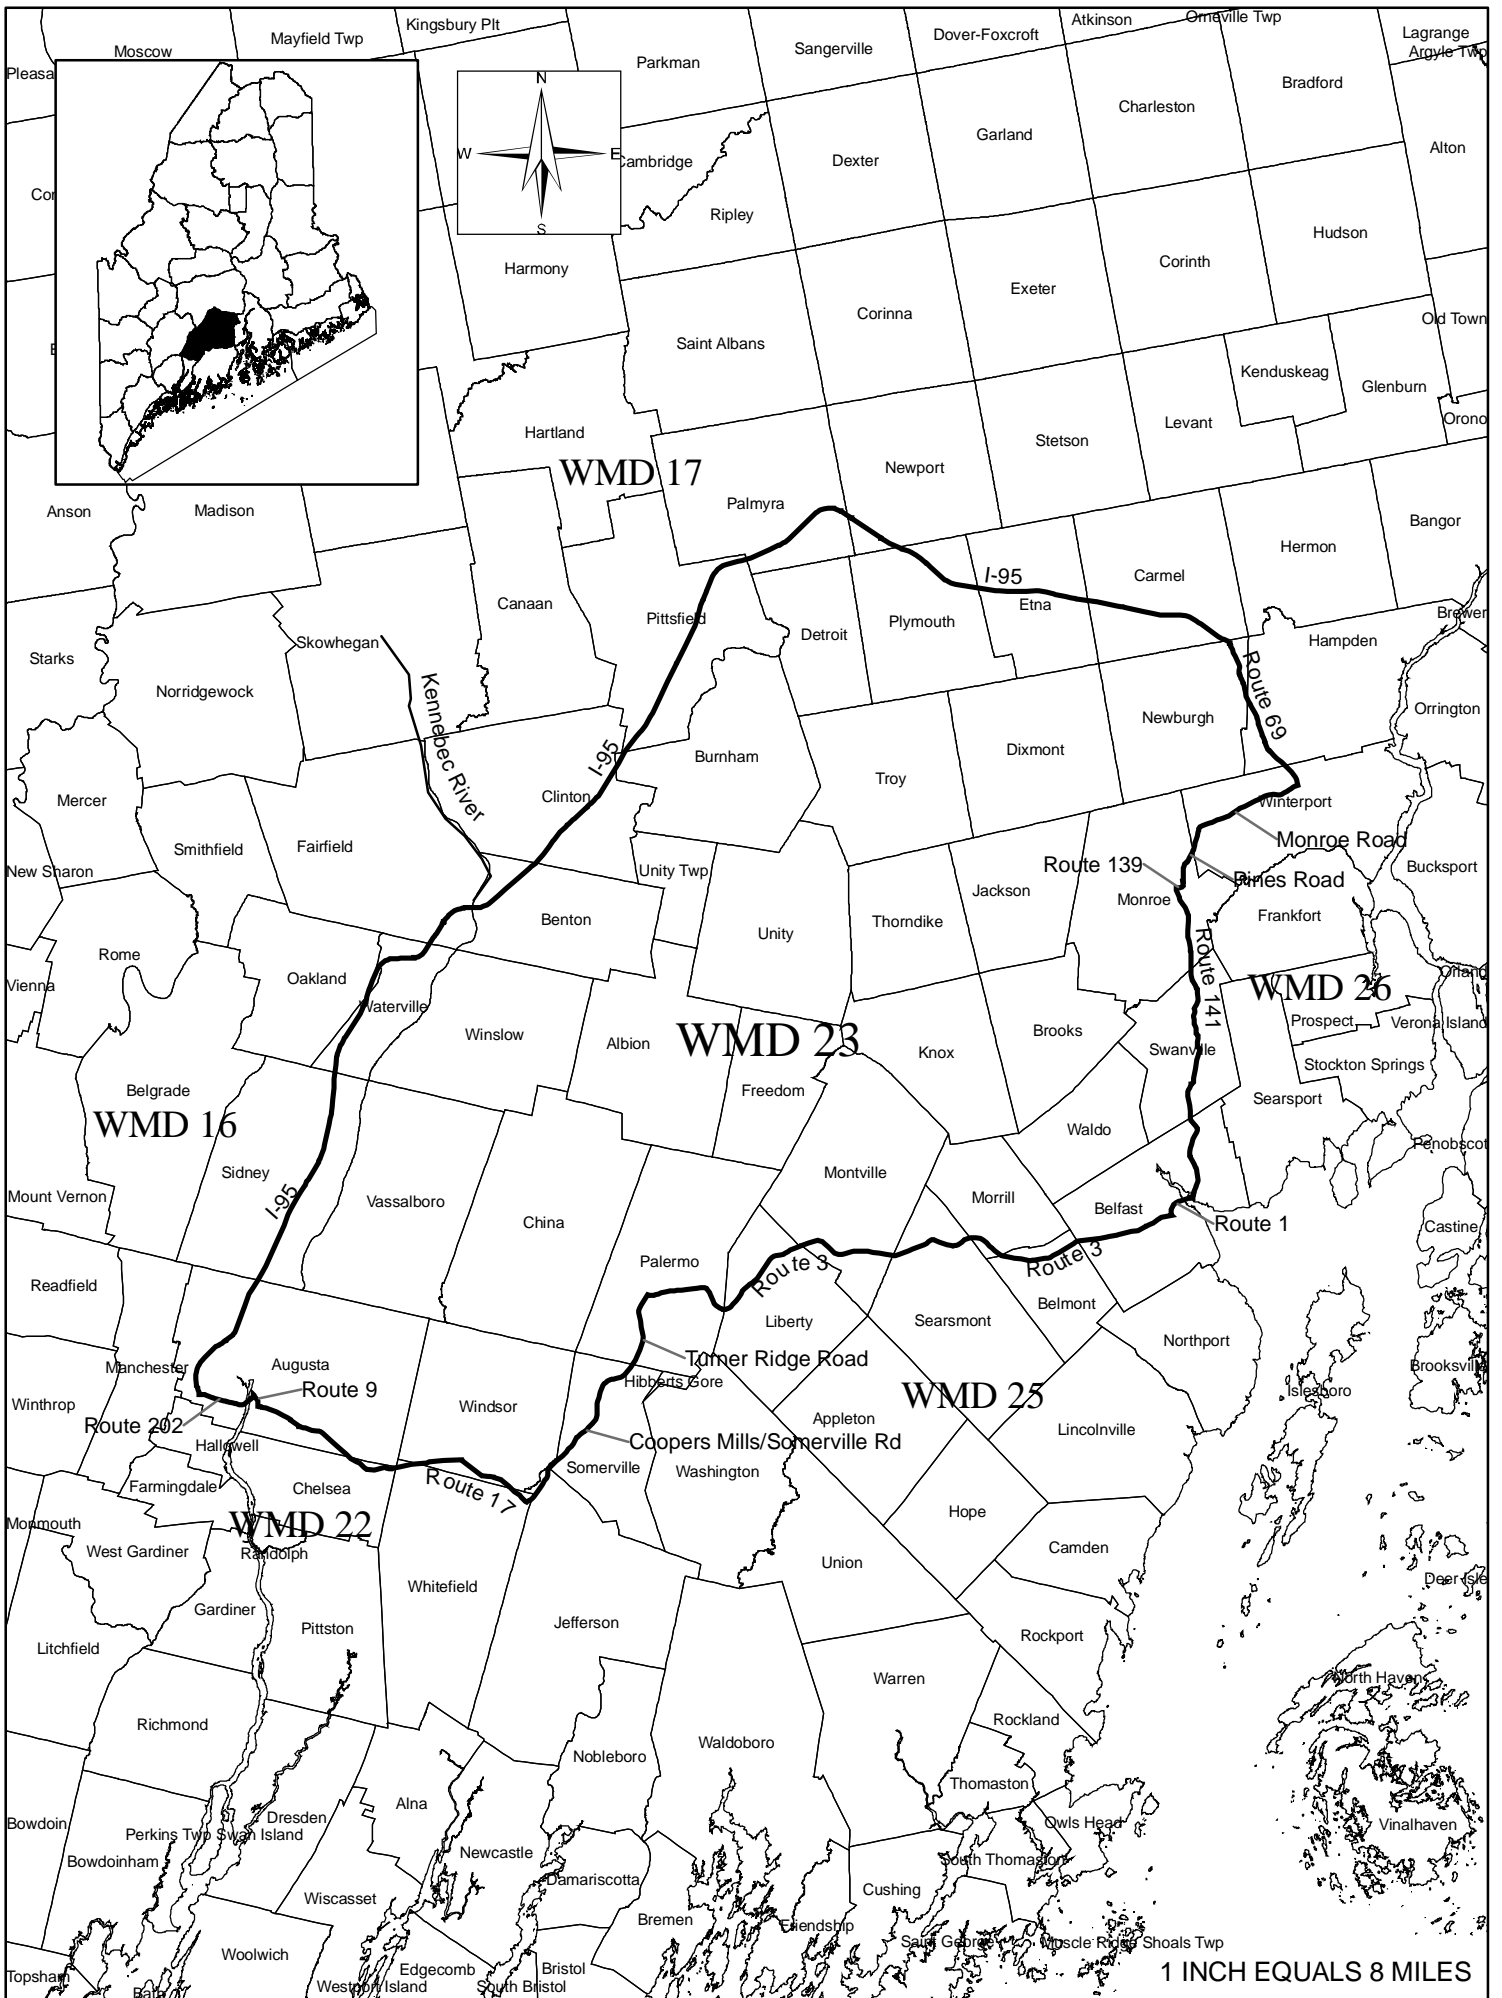 Kingsbury Plt
Atkinson
Orneville Twp
Moscow
Mayfield Twp
Parkman
Sangerville
Dover-Foxcroft
Lagrange
Argyle Twp
Pleasa
N
W
E
S
Cambridge
Dexter
Garland
Charleston
Bradford
Alton
Cor
Ripley
Harmony
Exeter
Corinth
Hudson
Corinna
Saint Albans
Old Town
Kenduskeag
Glenburn
Hartland
Stetson
Levant
Orono
WMD 17
Newport
Palmyra
Anson
Madison
Bangor
Hermon
I-95
Carmel
Etna
Canaan
Pittsfield
Detroit
Plymouth
Brewer
Hampden
Skowhegan
Starks
Norridgewock
Kennebec River
Route 69
Orrington
Newburgh
Burnham
Troy
Dixmont
I-95
Clinton
Mercer
Winterport
Monroe Road
Smithfield
Fairfield
New Sharon
Unity Twp
Route 139
Pines Road
Bucksport
Jackson
Monroe
Frankfort
Benton
Unity
Thorndike
Rome
Oakland
Vienna
Route 141
WMD 26
Orland
Waterville
Winslow
Albion
WMD 23
Knox
Brooks
Swanville
Prospect
Verona Island
Stockton Springs
Belgrade
WMD 16
Freedom
Searsport
Waldo
Penobscot
Sidney
Montville
Mount Vernon
I-95
Vassalboro
China
Morrill
Belfast
Route 1
Castine
Palermo
Route 3
Route 3
Readfield
Liberty
Searsmont
Belmont
Northport
Manchester
Augusta
Turner Ridge Road
Brooksville
Winthrop
Route 9
Hibberts Gore
WMD 25
Islesboro
Route 202
Windsor
Appleton
Lincolnville
Hallowell
Coopers Mills/Somerville Rd
Somerville
Washington
Farmingdale
Chelsea
Route 17
Monmouth
WMD 22
Hope
West Gardiner
Randolph
Camden
Union
Whitefield
Deer Isle
Gardiner
Pittston
Jefferson
Litchfield
Rockport
Warren
North Haven
Richmond
Rockland
Nobleboro
Waldoboro
Thomaston
Bowdoin
Alna
Dresden
Perkins Twp Swan Island
Owls Head
Vinalhaven
Bowdoinham
Newcastle
South Thomaston
Damariscotta
Wiscasset
Cushing
Bremen
Friendship
Woolwich
Saint George
Muscle Ridge Shoals Twp
Topsham
Edgecomb
Bristol
1 INCH EQUALS 8 MILES
Bath
Westport Island
South Bristol